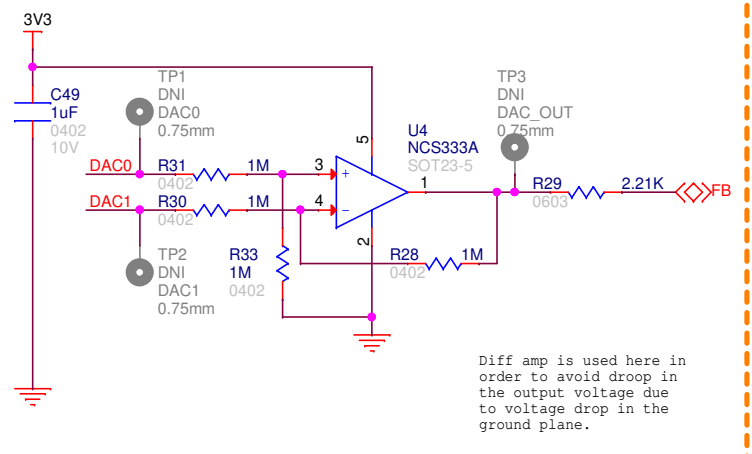 3V3
C49
1uF
0402
10V
TP1
DNI
DAC0
0.75mm
TP3
DNI
DAC_OUT
0.75mm
U4
NCS333A
SOT23-5
5
DAC0
R31
1M
0402
3
+
1
DAC1
R30
1M
0402
4
−
2
R29
2.21K
0603
FB
TP2
DNI
DAC1
0.75mm
R33
1M
0402
R28
1M
0402
Diff amp is used here in
order to avoid droop in
the output voltage due
to voltage drop in the
ground plane.